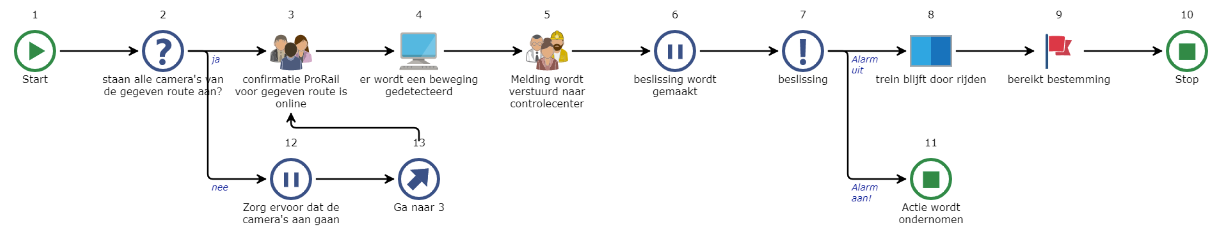 1
2
3
4
5
6
7
8
9
10
Start
staan alle camera's van
de gegeven route aan?
ja
confirmatie ProRail
voor gegeven route is
online
er wordt een beweging
gedetecteerd
Melding wordt
verstuurd naar
controlecenter
beslissing wordt
gemaakt
beslissing
Alarm
uit
trein blijft door rijden
bereikt bestemming
Stop
12
13
11
nee
Zorg ervoor dat de
camera's aan gaan
Ga naar 3
Alarm
aan!
Actie wordt
ondernomen